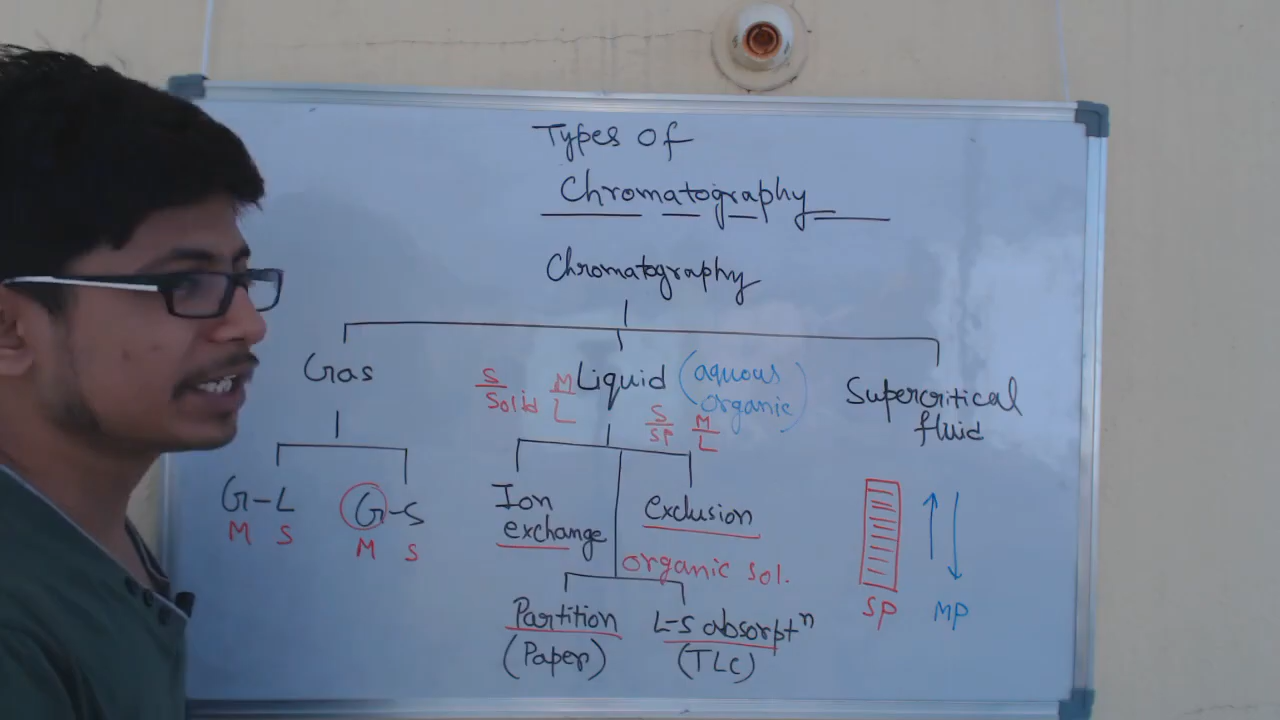 Types of
Chromatography
Chromatography
Gas
S M Liquid (aquous
Solid L organic)
S M
SP L
Supercritical
fluid
G-L G-S
M S M S
Ion
exchange
Exclusion
organic sol.
Partition
(Paper)
L-S absorptⁿ
(TLC)
SP MP